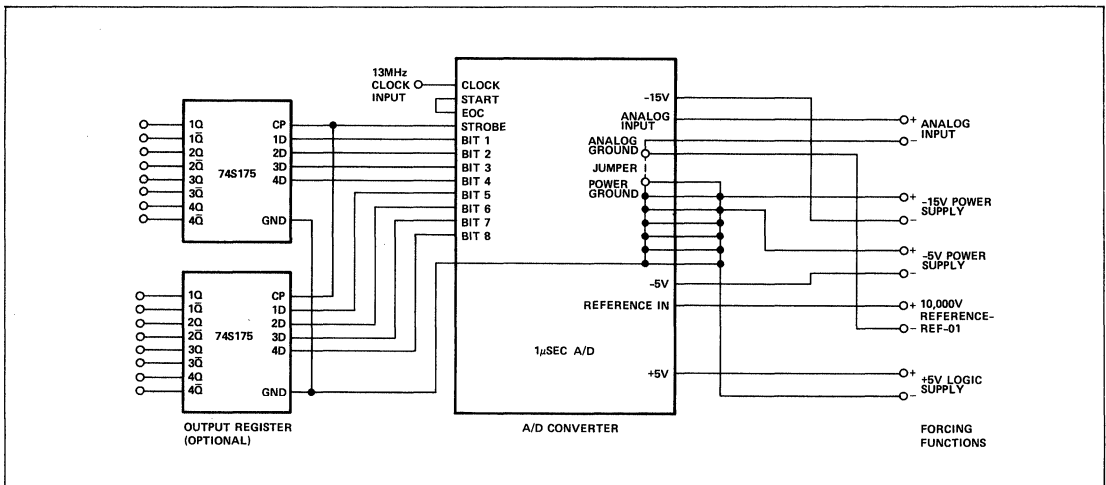 13MHz
CLOCK
INPUT
1Q
1Q̅
2Q
2Q̅
3Q
3Q̅
4Q
4Q̅
74S175
CP
1D
2D
3D
4D
GND
1Q
1Q̅
2Q
2Q̅
3Q
3Q̅
4Q
4Q̅
74S175
CP
1D
2D
3D
4D
GND
OUTPUT REGISTER
(OPTIONAL)
CLOCK
START
EOC
STROBE
BIT 1
BIT 2
BIT 3
BIT 4
BIT 5
BIT 6
BIT 7
BIT 8
-15V
ANALOG
INPUT
ANALOG
GROUND
JUMPER
POWER
GROUND
-5V
REFERENCE IN
1μSEC A/D
+5V
A/D CONVERTER
+ ANALOG
INPUT
-
+
-15V POWER
SUPPLY
-
+
-5V POWER
SUPPLY
-
+ 10,000V
REFERENCE-
- REF-01
+
+5V LOGIC
SUPPLY
-
FORCING
FUNCTIONS